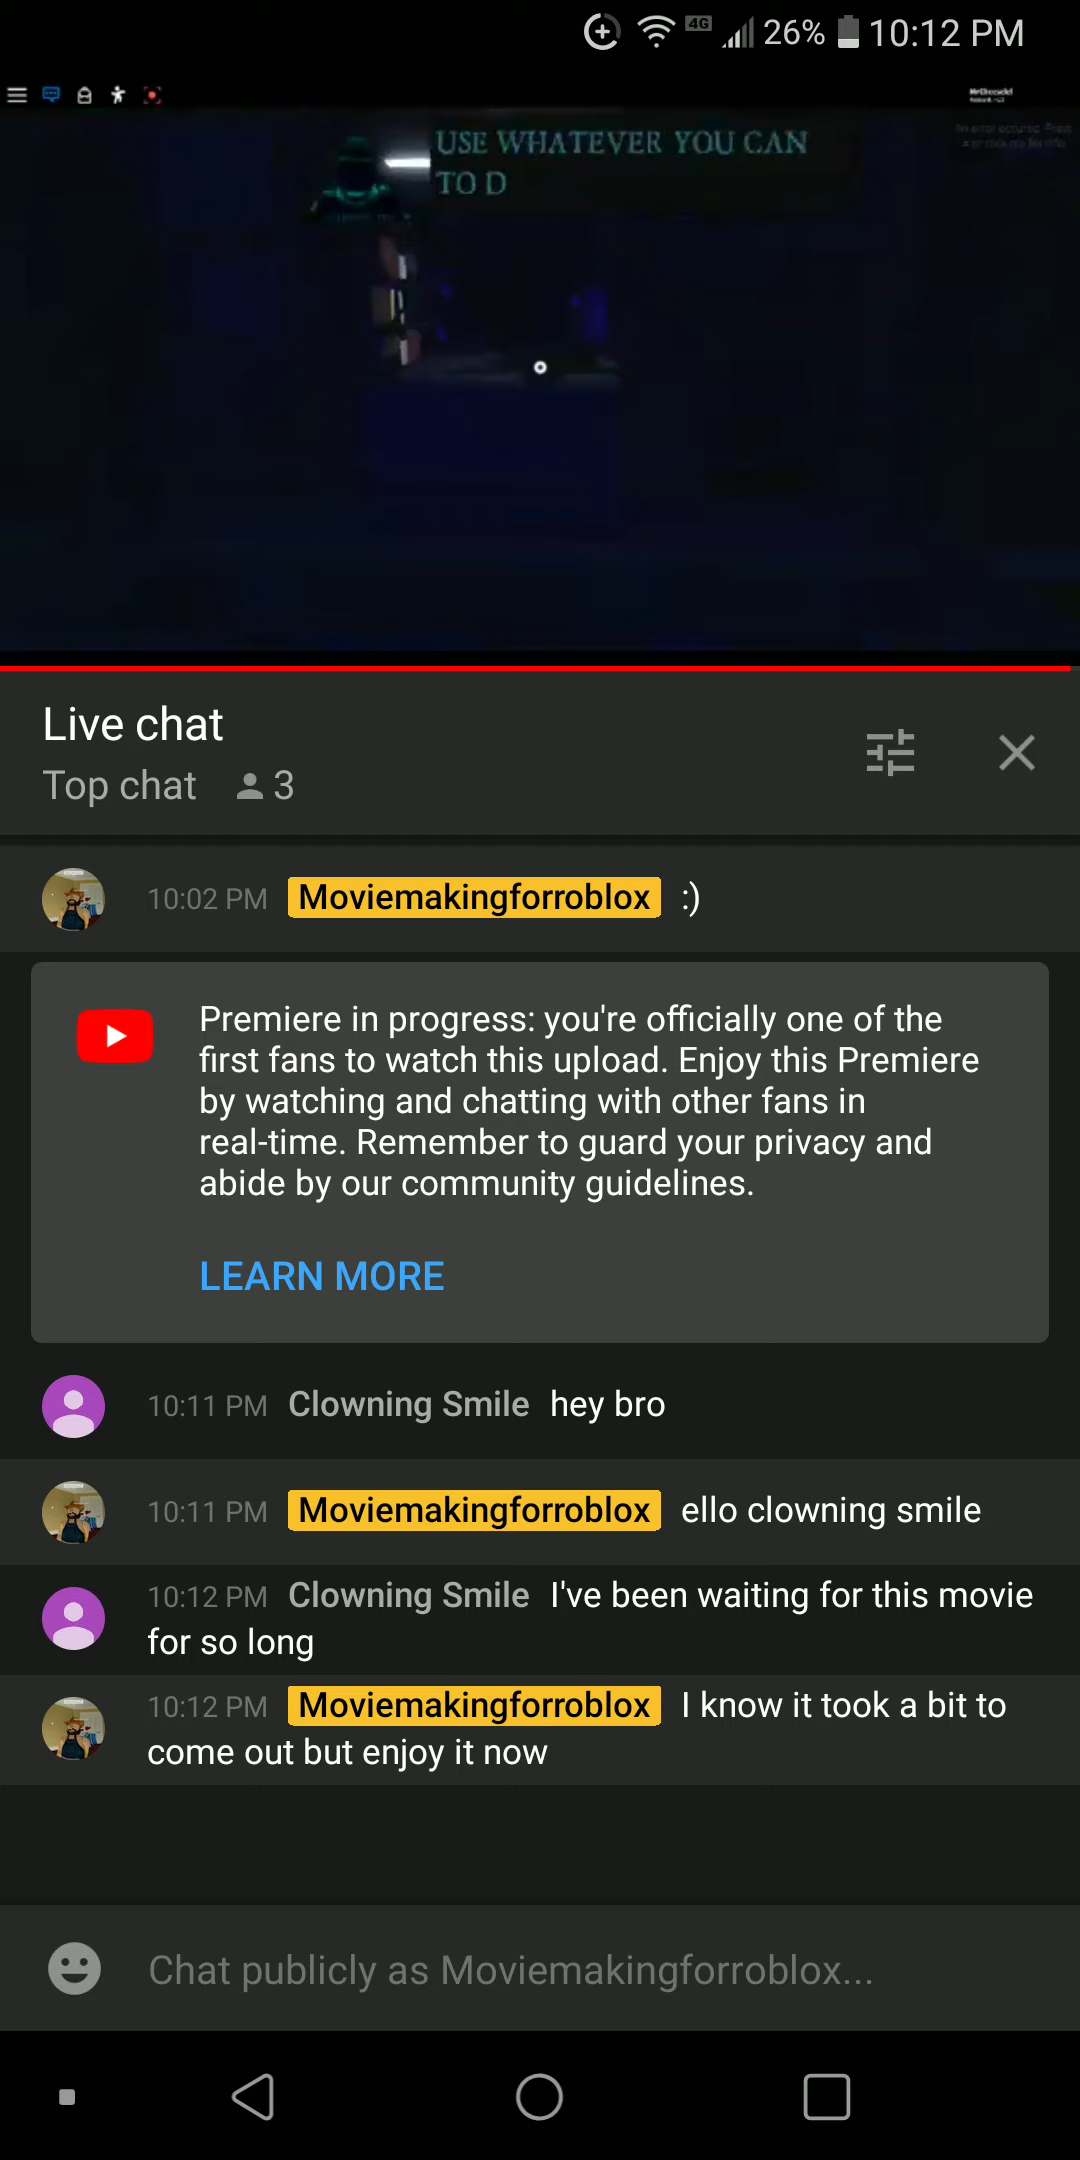 4G 26% 10:12 PM
USE WHATEVER YOU CAN
TO D
Live chat
Top chat 3
10:02 PM Moviemakingforroblox :)
Premiere in progress: you're officially one of the
first fans to watch this upload. Enjoy this Premiere
by watching and chatting with other fans in
real-time. Remember to guard your privacy and
abide by our community guidelines.
LEARN MORE
10:11 PM Clowning Smile hey bro
10:11 PM Moviemakingforroblox ello clowning smile
10:12 PM Clowning Smile I've been waiting for this movie
for so long
10:12 PM Moviemakingforroblox I know it took a bit to
come out but enjoy it now
Chat publicly as Moviemakingforroblox...